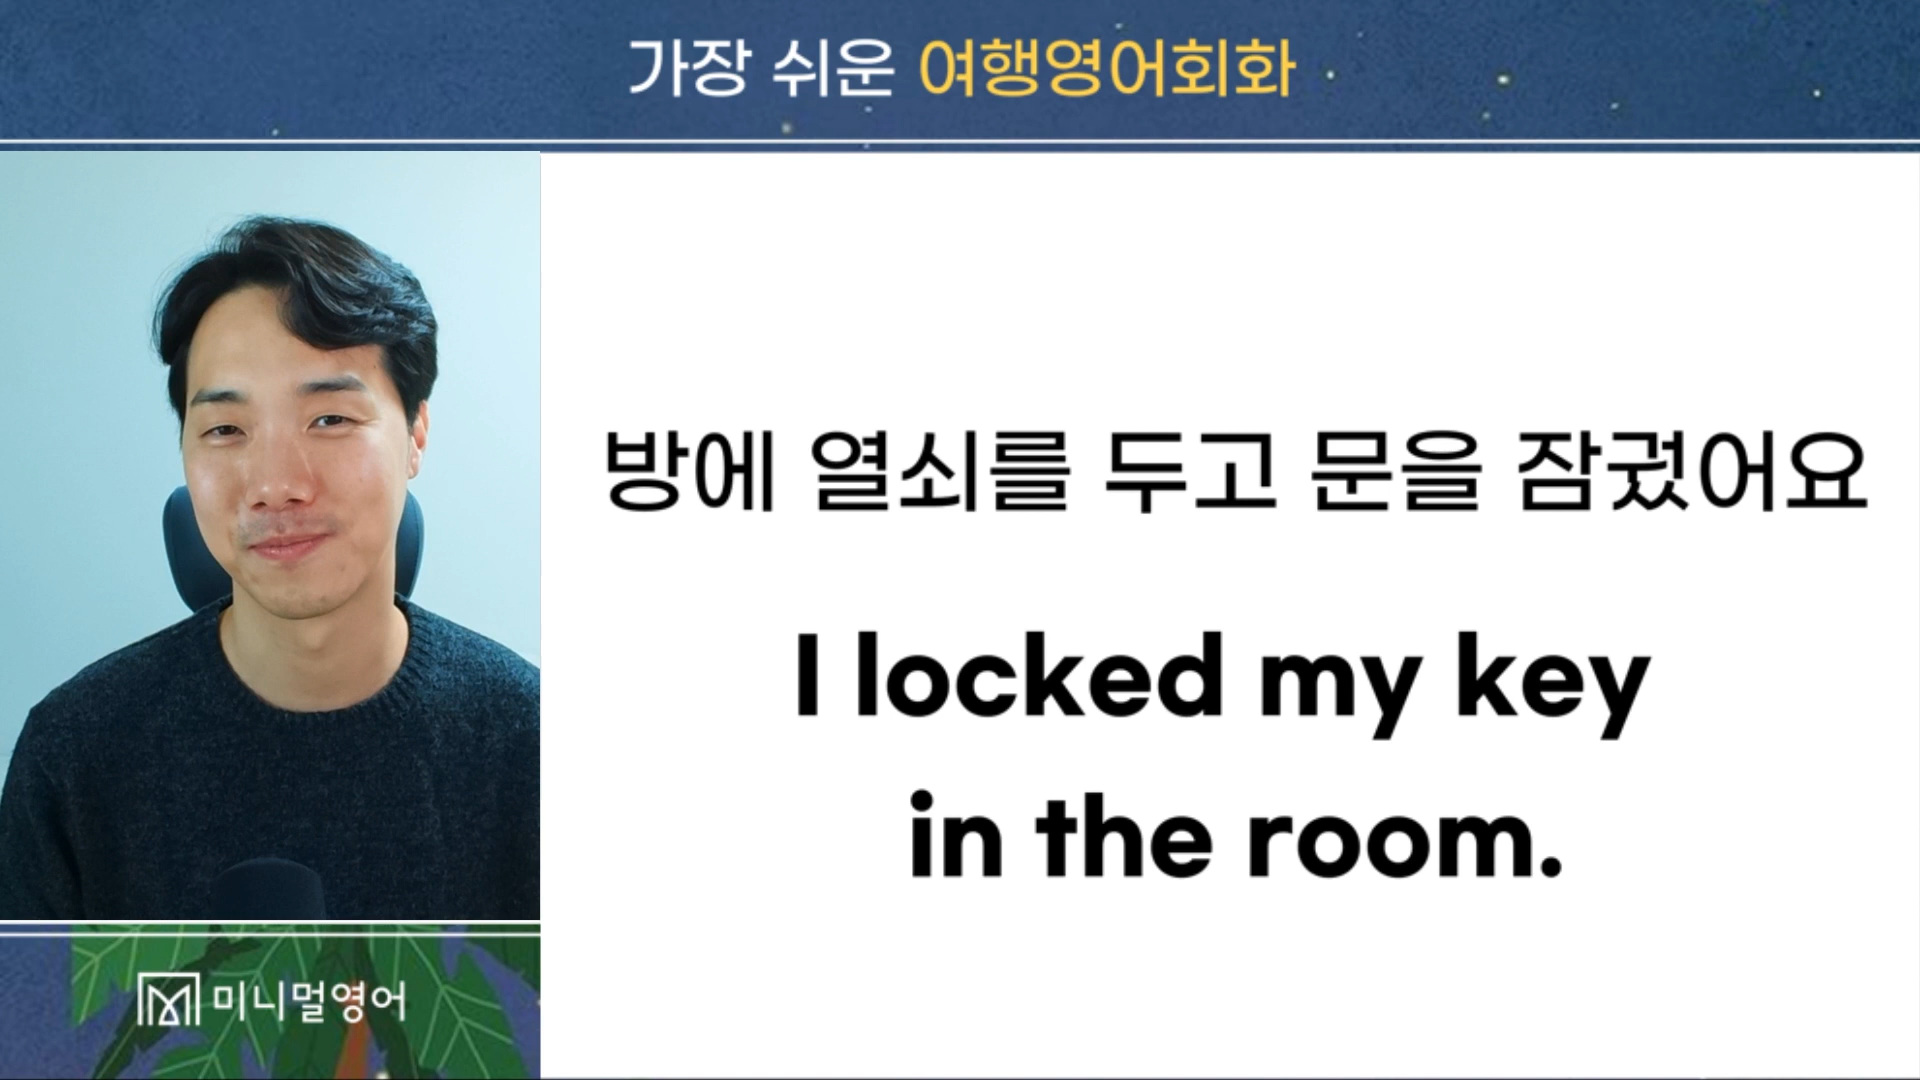 가장 쉬운 여행영어회화
방에 열쇠를 두고 문을 잠궜어요
I locked my key
in the room.
미니멀영어